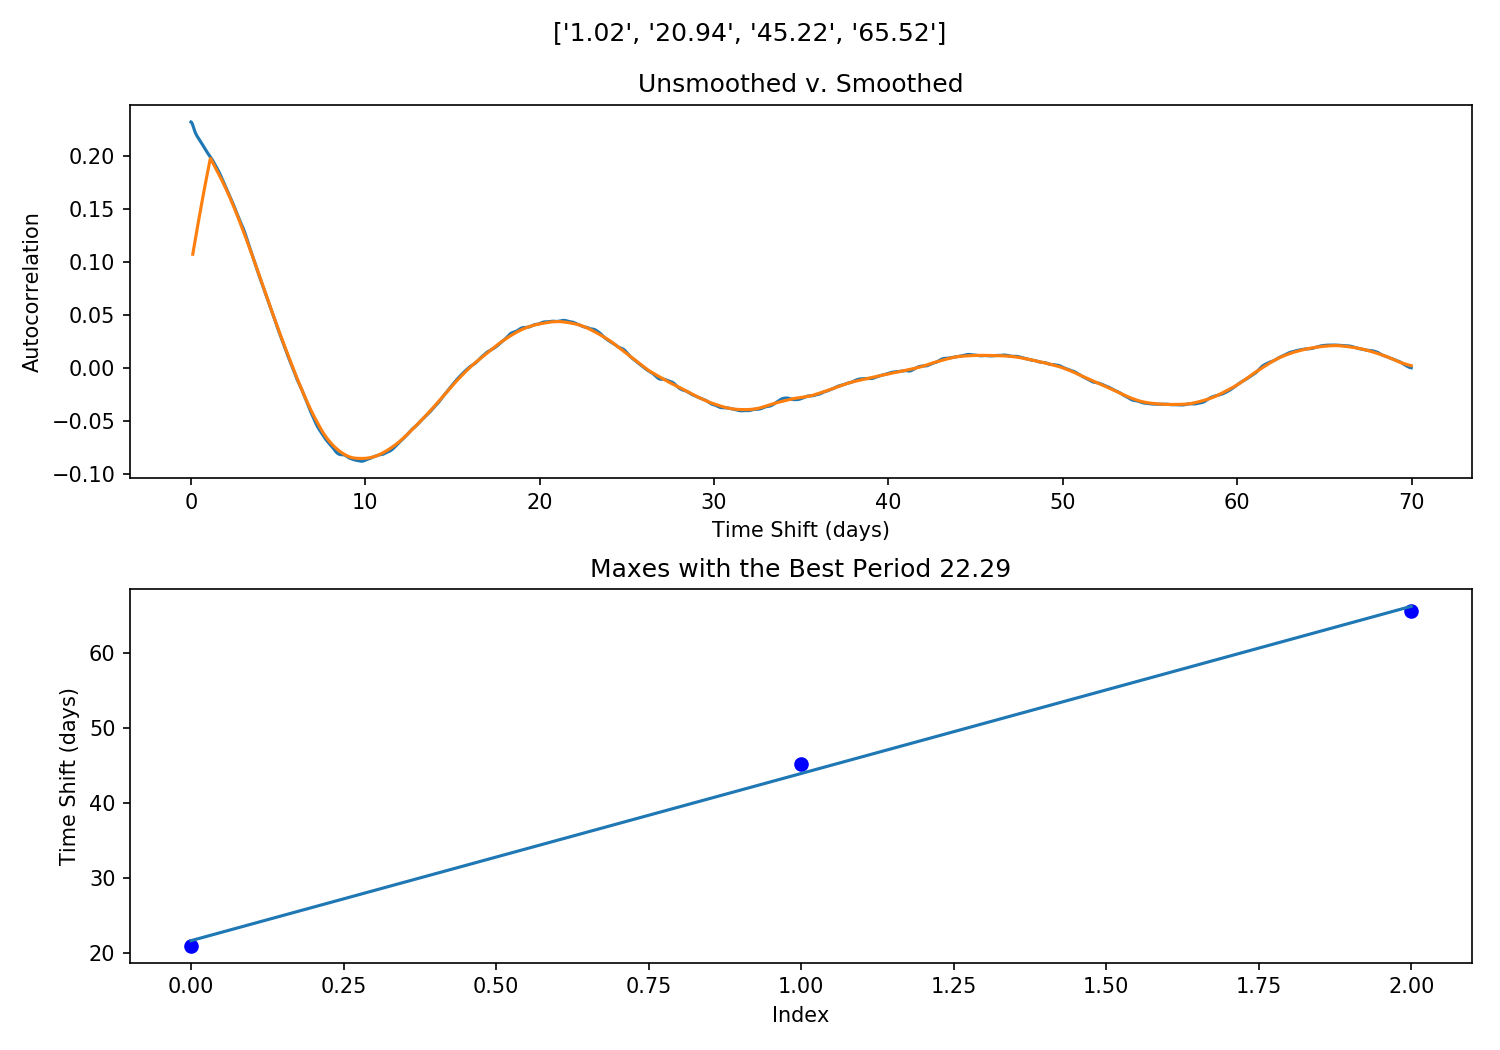 ['1.02', '20.94', '45.22', '65.52']
Unsmoothed v. Smoothed
Autocorrelation
0.20
0.15
0.10
0.05
0.00
−0.05
−0.10
0 10 20 30 40 50 60 70
Time Shift (days)
Maxes with the Best Period 22.29
Time Shift (days)
60
50
40
30
20
0.00 0.25 0.50 0.75 1.00 1.25 1.50 1.75 2.00
Index